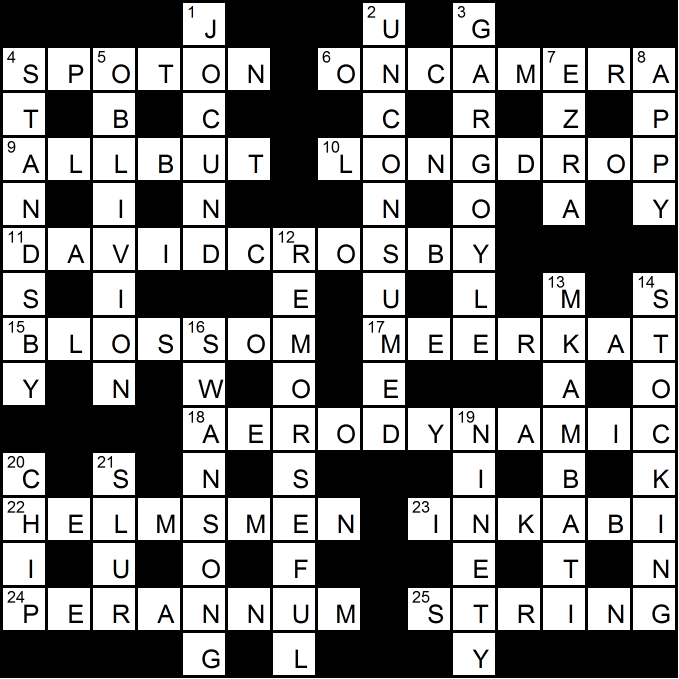 1 J 2 U 3 G
4 S P 5 O T O N 6 O N C A M 7 E R 8 A
T B C C R Z P
9 A L L B U T 10 L O N G D R O P
N I N N O A Y
11 D A V I D C 12 R O S B Y
S I E U L 13 M 14 S
15 B L O S 16 S O M 17 M E E R K A T
Y N W O E A O
18 A E R O D Y 19 N A M I C
20 C 21 S N S I B K
22 H E L M S M E N 23 I N K A B I
I U O F E T N
24 P E R A N N U M 25 S T R I N G
G L Y